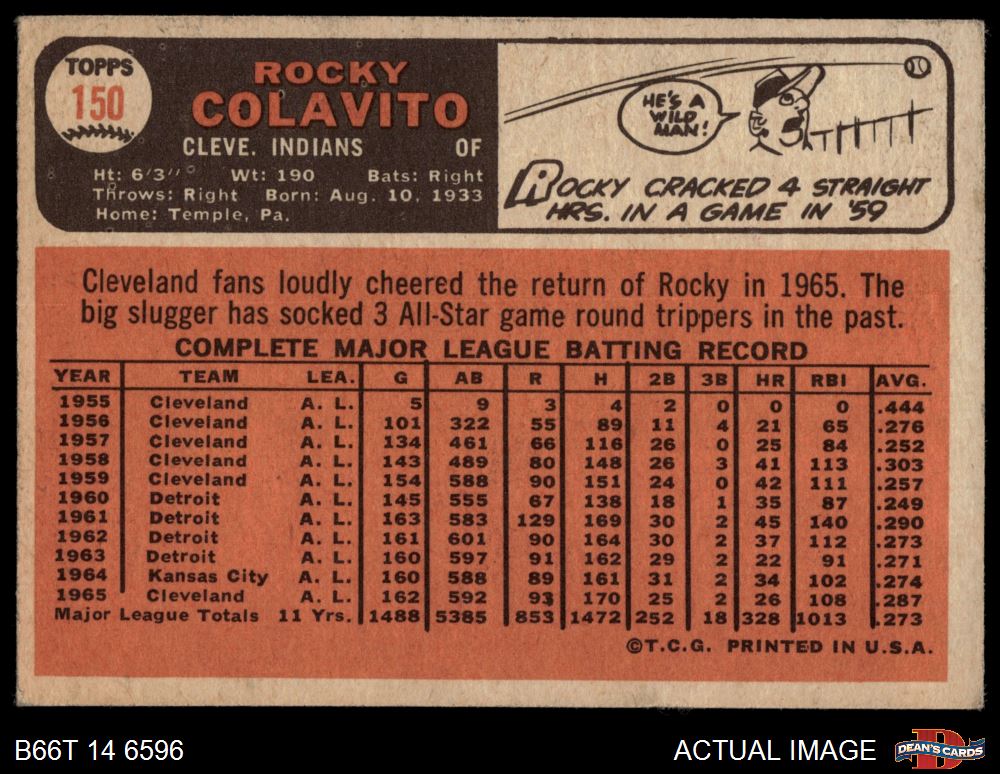 TOPPS
150
ROCKY
COLAVITO
CLEVE. INDIANS OF
Ht: 6'3" Wt: 190 Bats: Right
Throws: Right Born: Aug. 10, 1933
Home: Temple, Pa.
HE'S A
WILD
MAN!
ROCKY CRACKED 4 STRAIGHT
HRS. IN A GAME IN '59
Cleveland fans loudly cheered the return of Rocky in 1965. The
big slugger has socked 3 All-Star game round trippers in the past.
COMPLETE MAJOR LEAGUE BATTING RECORD
YEAR TEAM LEA. G AB R H 2B 3B HR RBI AVG.
1955 Cleveland A. L. 5 9 3 4 2 0 0 0 .444
1956 Cleveland A. L. 101 322 55 89 11 4 21 65 .276
1957 Cleveland A. L. 134 461 66 116 26 0 25 84 .252
1958 Cleveland A. L. 143 489 80 148 26 3 41 113 .303
1959 Cleveland A. L. 154 588 90 151 24 0 42 111 .257
1960 Detroit A. L. 145 555 67 138 18 1 35 87 .249
1961 Detroit A. L. 163 583 129 169 30 2 45 140 .290
1962 Detroit A. L. 161 601 90 164 30 2 37 112 .273
1963 Detroit A. L. 160 597 91 162 29 2 22 91 .271
1964 Kansas City A. L. 160 588 89 161 31 2 34 102 .274
1965 Cleveland A. L. 162 592 93 170 25 2 26 108 .287
Major League Totals 11 Yrs. 1488 5385 853 1472 252 18 328 1013 .273
©T.C.G. PRINTED IN U.S.A.
B66T 14 6596
ACTUAL IMAGE
D
DEAN'S CARDS